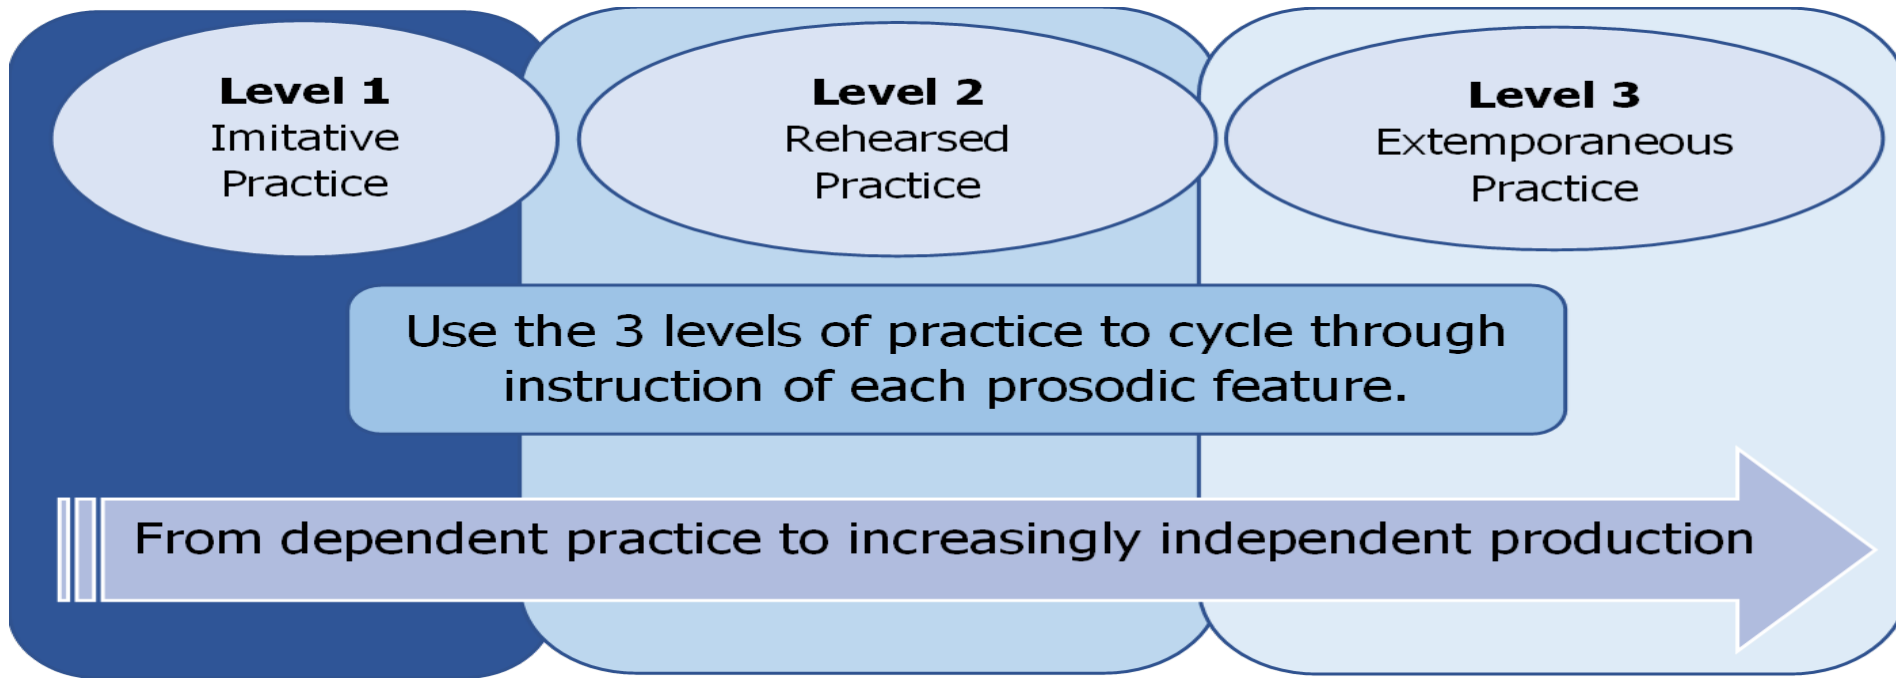 Level 1
Imitative
Practice
Level 2
Rehearsed
Practice
Level 3
Extemporaneous
Practice
Use the 3 levels of practice to cycle through
instruction of each prosodic feature.
From dependent practice to increasingly independent production